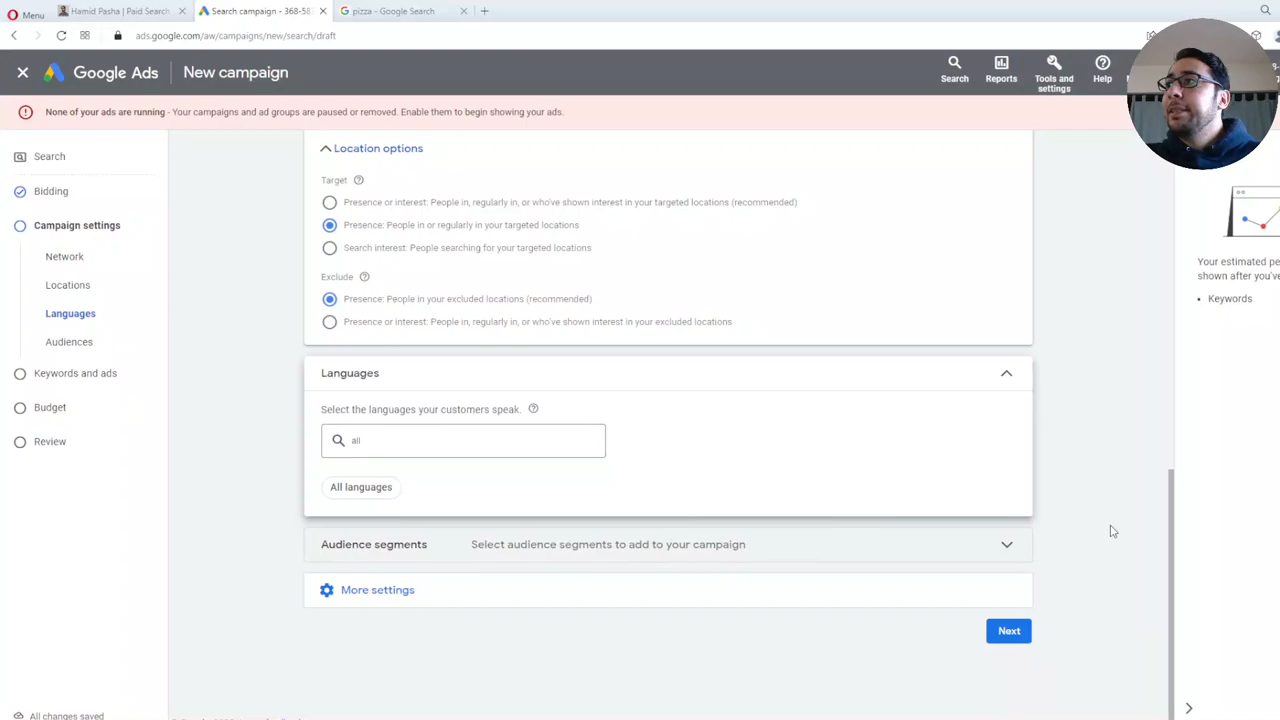 Menu
Hamid Pasha | Paid Search
Search campaign - 368-58
pizza - Google Search
ads.google.com/aw/campaigns/new/search/draft
Google Ads
New campaign
Search
Reports
Tools and
settings
Help
None of your ads are running - Your campaigns and ad groups are paused or removed. Enable them to begin showing your ads.
Search
Bidding
Campaign settings
Network
Locations
Languages
Audiences
Keywords and ads
Budget
Review
All changes saved
Location options
Target
Presence or interest: People in, regularly in, or who've shown interest in your targeted locations (recommended)
Presence: People in or regularly in your targeted locations
Search interest: People searching for your targeted locations
Exclude
Presence: People in your excluded locations (recommended)
Presence or interest: People in, regularly in, or who've shown interest in your excluded locations
Languages
Select the languages your customers speak.
all
All languages
Audience segments
Select audience segments to add to your campaign
More settings
Next
Your estimated pe
shown after you've
• Keywords